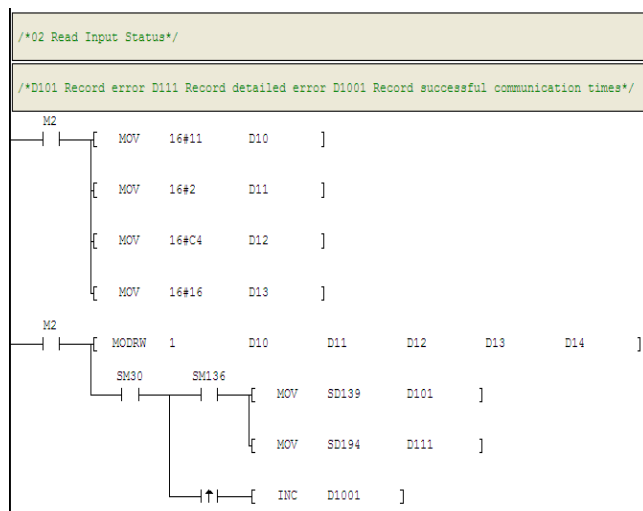 /*02 Read Input Status*/
/*D101 Record error D111 Record detailed error D1001 Record successful communication times*/
M2
[ MOV 16#11 D10 ]
[ MOV 16#2 D11 ]
[ MOV 16#C4 D12 ]
[ MOV 16#16 D13 ]
M2
[ MODRW 1 D10 D11 D12 D13 D14 ]
SM30 SM136
[ MOV SD139 D101 ]
[ MOV SD194 D111 ]
[ INC D1001 ]